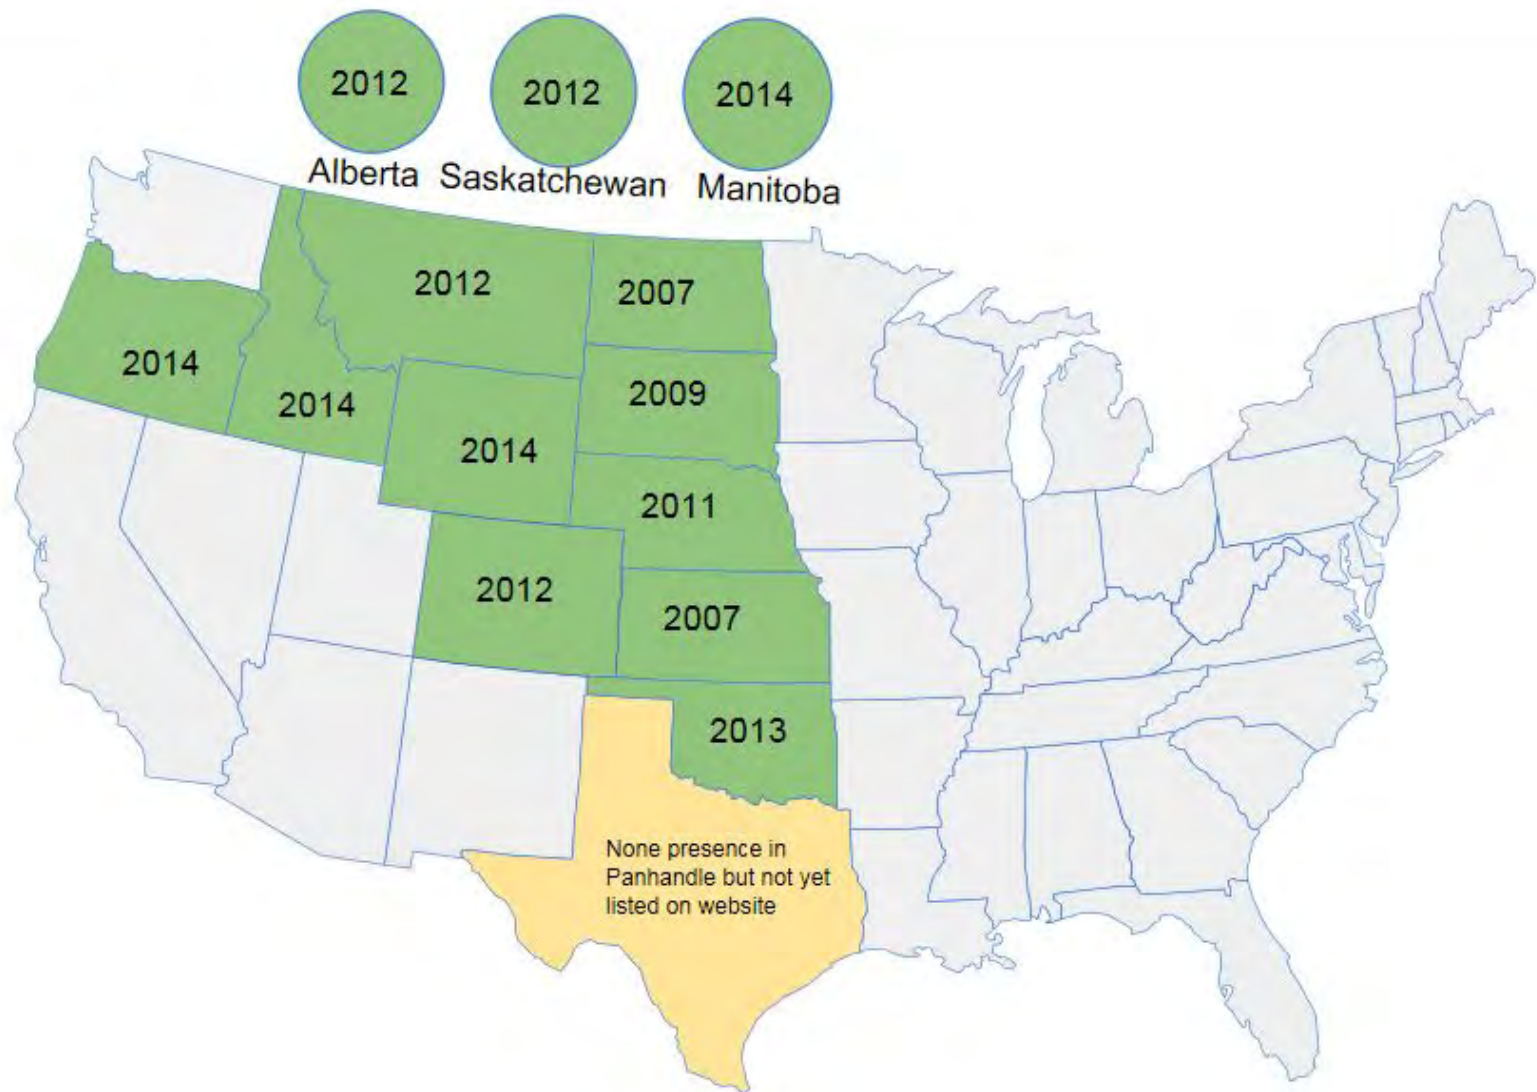 2012
2012
2014
Alberta
Saskatchewan
Manitoba
2012
2007
2014
2014
2009
2014
2011
2012
2007
2013
None presence in
Panhandle but not yet
listed on website